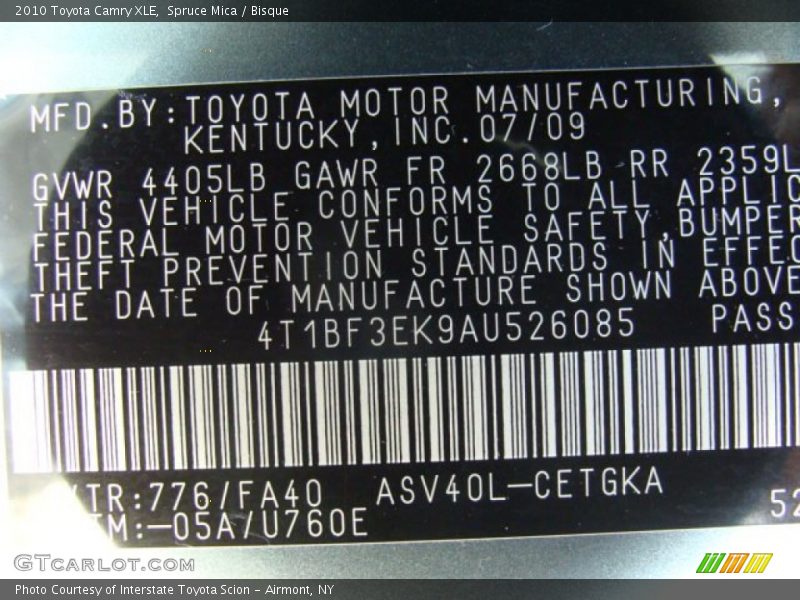 2010 Toyota Camry XLE, Spruce Mica / Bisque
MFD.BY:TOYOTA MOTOR MANUFACTURING,
KENTUCKY,INC.07/09
GVWR 4405LB GAWR FR 2668LB RR 2359L
THIS VEHICLE CONFORMS TO ALL APPLIC
FEDERAL MOTOR VEHICLE SAFETY,BUMPER
THEFT PREVENTION STANDARDS IN EFFEC
THE DATE OF MANUFACTURE SHOWN ABOVE
4T1BF3EK9AU526085 PASS
/TR:776/FA40 ASV40L-CETGKA
TM:-05A/U760E 52
GTCARLOT.COM
Photo Courtesy of Interstate Toyota Scion - Airmont, NY